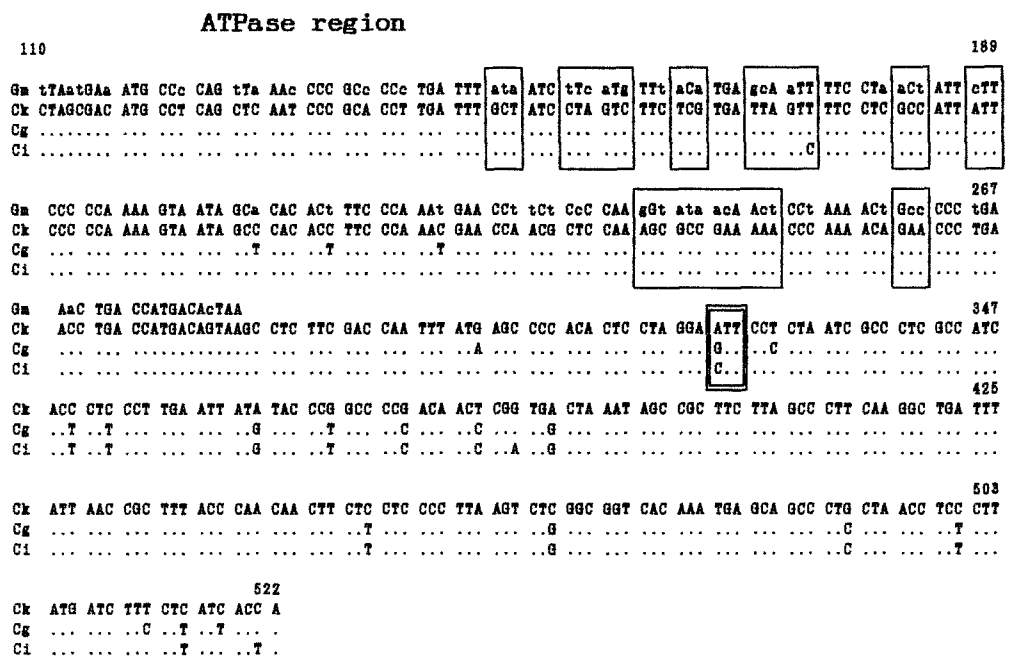 ATPase region
110 189
Gm tTAatGAa ATG CCc CAG tTa AAc CCC GCc CCc TGA TTT ata ATC tTc aTg TTt aCa TGA gcA aTT TTC CTa aCt ATT cTT
Ck CTAGCGAC ATG CCT CAG CTC AAT CCC GCA CCT TGA TTT GCT ATC CTA GTC TTC TCG TGA TTA GTT TTC CTC GCC ATT ATT
Cg ........ ... ... ... ... ... ... ... ... ... ... ... ... ... ... ... ... ... ... ... ... ... ... ... ...
Ci ........ ... ... ... ... ... ... ... ... ... ... ... ... ... ... ... ... ... ... ..C ... ... ... ... ...
267
Gm CCC CCA AAA GTA ATA GCa CAC ACt TTC CCA AAt GAA CCt tCt CCc CAA gGt ata acA Act CCt AAA ACt Gcc CCC tGA
Ck CCC CCA AAA GTA ATA GCC CAC ACC TTC CCA AAC GAA CCA ACG CTC CAA AGC GCC GAA AAA CCC AAA ACA GAA CCC TGA
Cg ... ... ... ... ... ..T ... ..T ... ... ..T ... ... ... ... ... ... ... ... ... ... ... ... ... ... ...
Ci ... ... ... ... ... ... ... ... ... ... ... ... ... ... ... ... ... ... ... ... ... ... ... ... ... ...
Gm AaC TGA CCATGACACTAA
347
Ck ACC TGA CCATGACAGTAAGC CTC TTC GAC CAA TTT ATG AGC CCC ACA CTC CTA GGA ATT CCT CTA ATC GCC CTC GCC ATC
Cg ... ... .............. ... ... ... ... ... ..A ... ... ... ... ... ... G.. ..C ... ... ... ... ... ...
Ci ... ... .............. ... ... ... ... ... ... ... ... ... ... ... ... C.. ... ... ... ... ... ... ...
425
Ck ACC CTC CCT TGA ATT ATA TAC CCG GCC CCG ACA ACT CGG TGA CTA AAT AGC CGC TTC TTA GCC CTT CAA GGC TGA TTT
Cg ..T ..T ... ... ... ..G ... ..T ... ..C ... ..C ... ..G ... ... ... ... ... ... ... ... ... ... ... ...
Ci ..T ..T ... ... ... ..G ... ..T ... ..C ... ..C ..A ..G ... ... ... ... ... ... ... ... ... ... ... ...
503
Ck ATT AAC CGC TTT ACC CAA CAA CTT CTC CTC CCC TTA AGT CTC GGC GGT CAC AAA TGA GCA GCC CTG CTA ACC TCC CTT
Cg ... ... ... ... ... ... ... ... ..T ... ... ... ... ..G ... ... ... ... ... ... ... ..C ... ... ..T ...
Ci ... ... ... ... ... ... ... ... ..T ... ... ... ... ..G ... ... ... ... ... ... ... ..C ... ... ..T ...
522
Ck ATG ATC TTT CTC ATC ACC A
Cg ... ... ..C ..T ..T ... .
Ci ... ... ... ..T ... ..T .